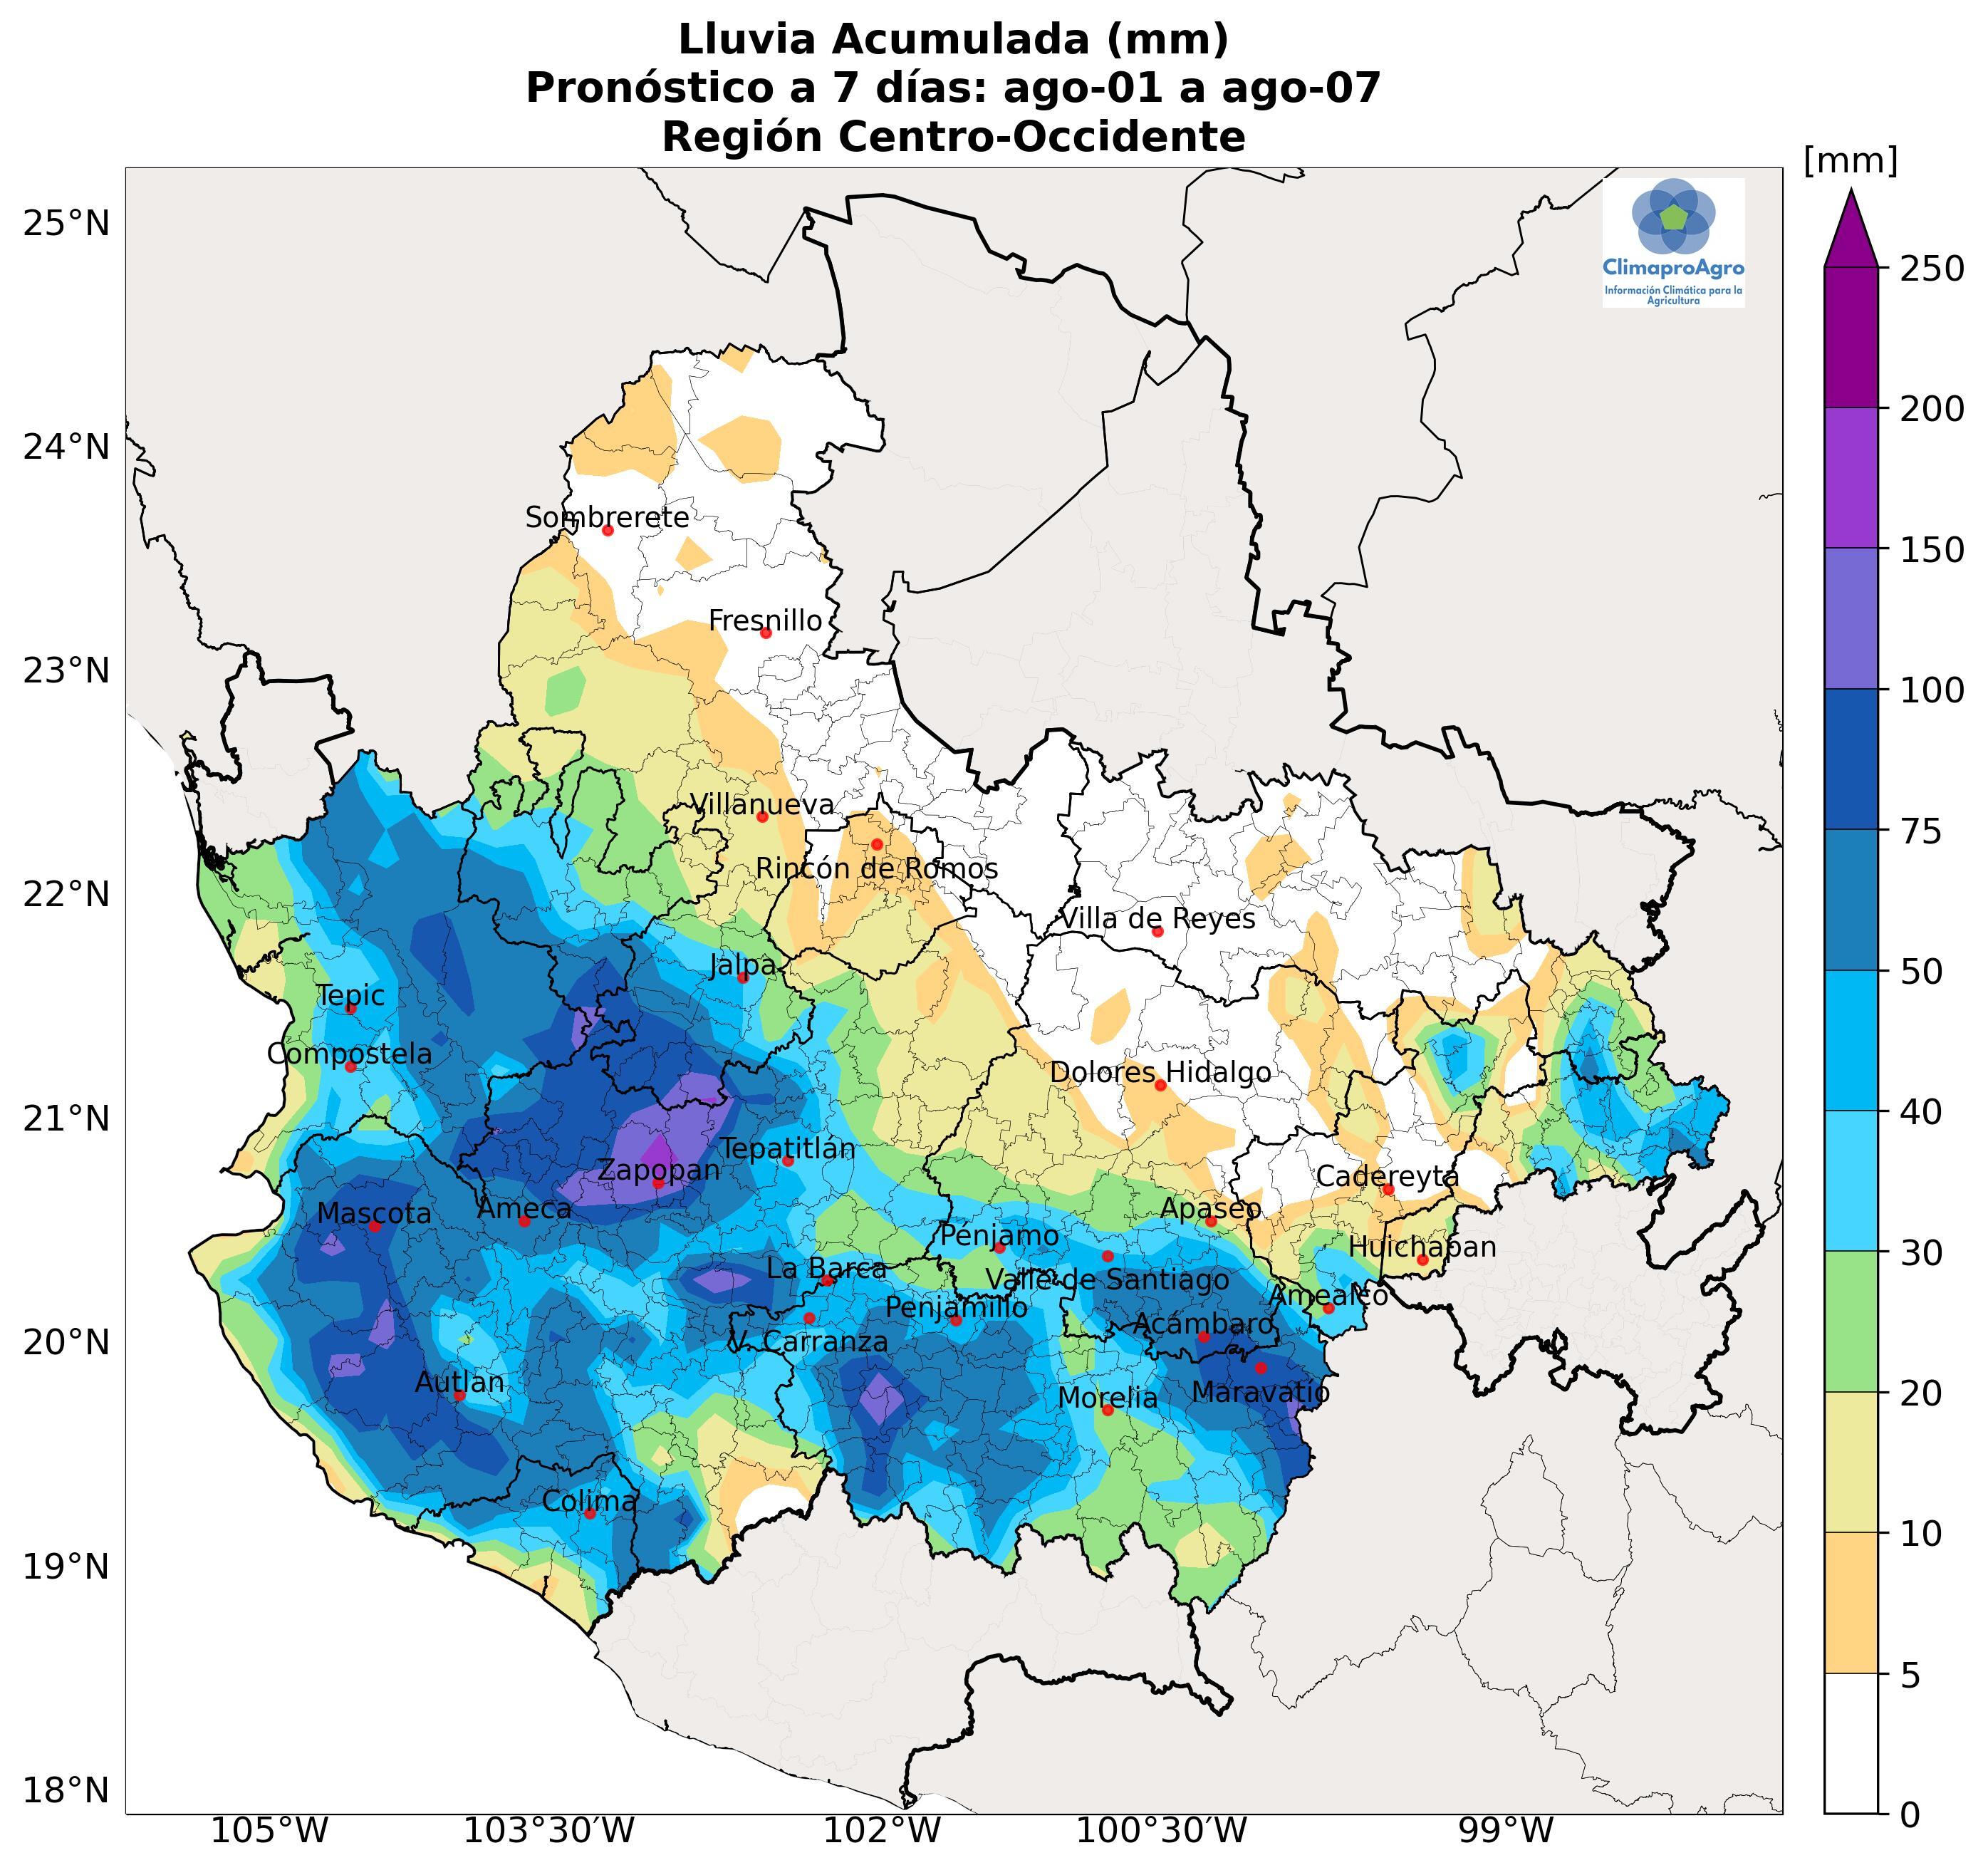 Lluvia Acumulada (mm)
Pronóstico a 7 días: ago-01 a ago-07
Región Centro-Occidente
[mm]
25°N
24°N
23°N
22°N
21°N
20°N
19°N
18°N
ClimaproAgro
Información Climática para la
Agricultura
Sombrerete
Fresnillo
Villanueva
Rincón de Romos
Villa de Reyes
Jalpa
Tepic
Compostela
Dolores Hidalgo
Tepatitlán
Zapopan
Cadereyta
Mascota
Ameca
Apaseo
Pénjamo
Huichapan
La Barca
Valle de Santiago
Amealco
Penjamillo
Acámbaro
V. Carranza
Autlan
Morelia
Maravatío
Colima
250
200
150
100
75
50
40
30
20
10
5
0
105°W
103°30'W
102°W
100°30'W
99°W